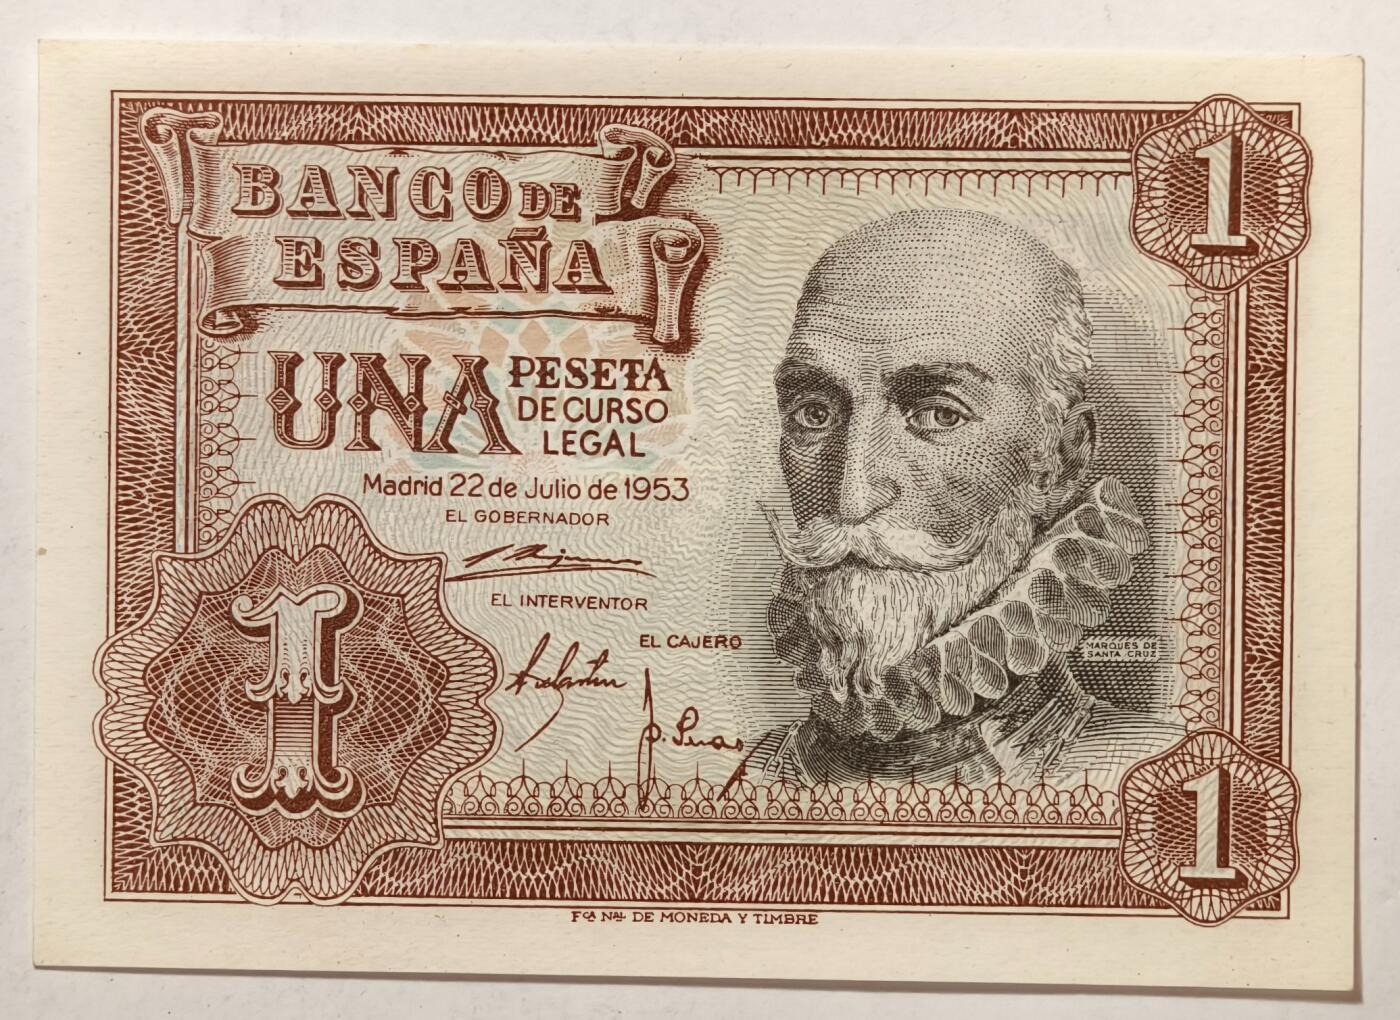 1
BANCO DE
ESPAÑA
UNA PESETA
DE CURSO
LEGAL
Madrid 22 de Julio de 1953
EL GOBERNADOR
EL INTERVENTOR
EL CAJERO
MARQUES DE
SANTA CRUZ
1
1
Fᶜᴬ Nᴬᴸ DE MONEDA Y TIMBRE